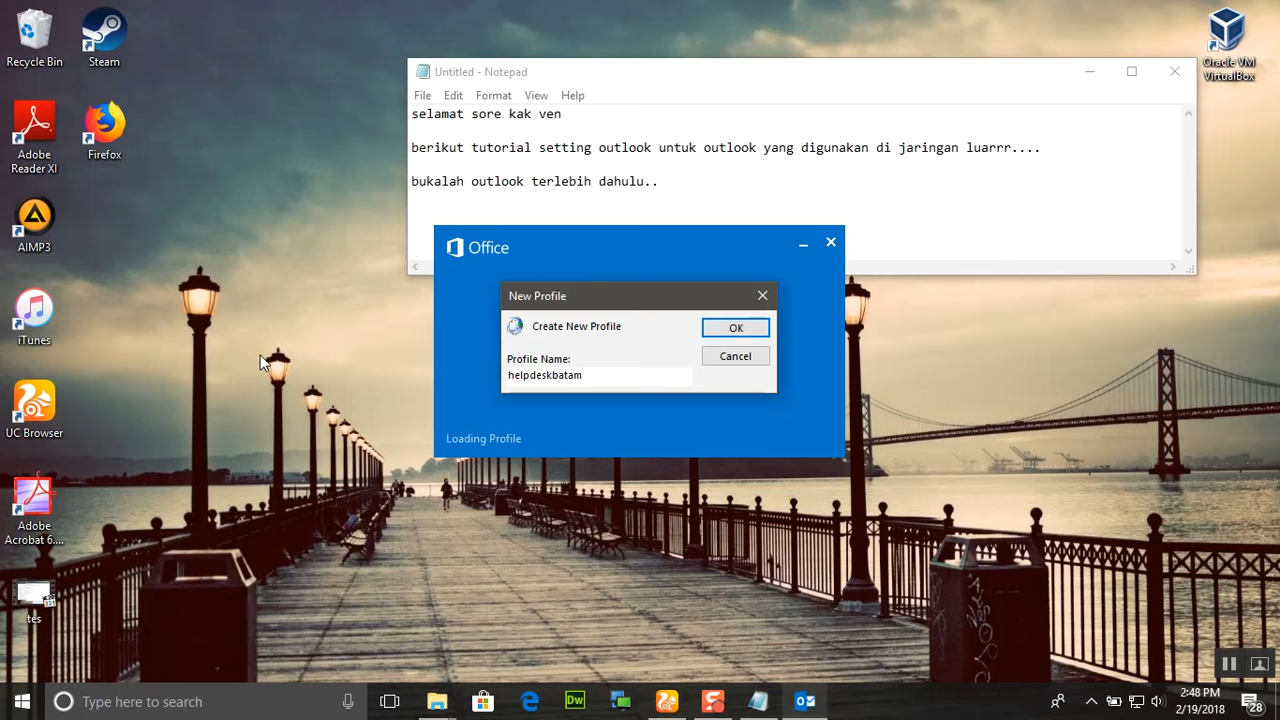 Recycle Bin
Steam
Adobe
Reader XI
Firefox
AIMP3
iTunes
UC Browser
Adobe
Acrobat 6....
tes
Oracle VM
VirtualBox
Untitled - Notepad
File Edit Format View Help
selamat sore kak ven
berikut tutorial setting outlook untuk outlook yang digunakan di jaringan luarrr....
bukalah outlook terlebih dahulu..
Office
New Profile
Create New Profile
OK
Cancel
Profile Name:
helpdeskbatam
Loading Profile
Type here to search
Dw
2:48 PM
2/19/2018
28